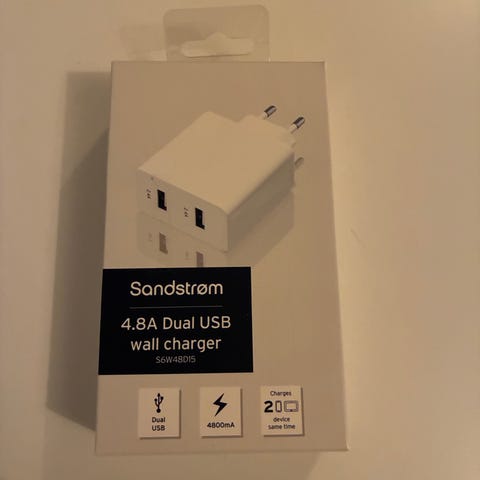 Sandstrøm
4.8A Dual USB
wall charger
S6W48D15
Dual
USB
4800mA
Charges
2
device
same time